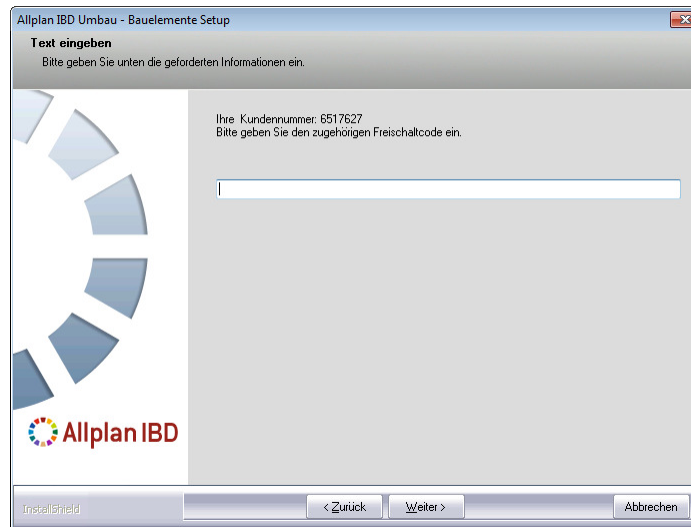 Allplan IBD Umbau - Bauelemente Setup
Text eingeben
Bitte geben Sie unten die geforderten Informationen ein.
Ihre Kundennummer: 6517627
Bitte geben Sie den zugehörigen Freischaltcode ein.
Allplan IBD
InstallShield
< Zurück
Weiter >
Abbrechen